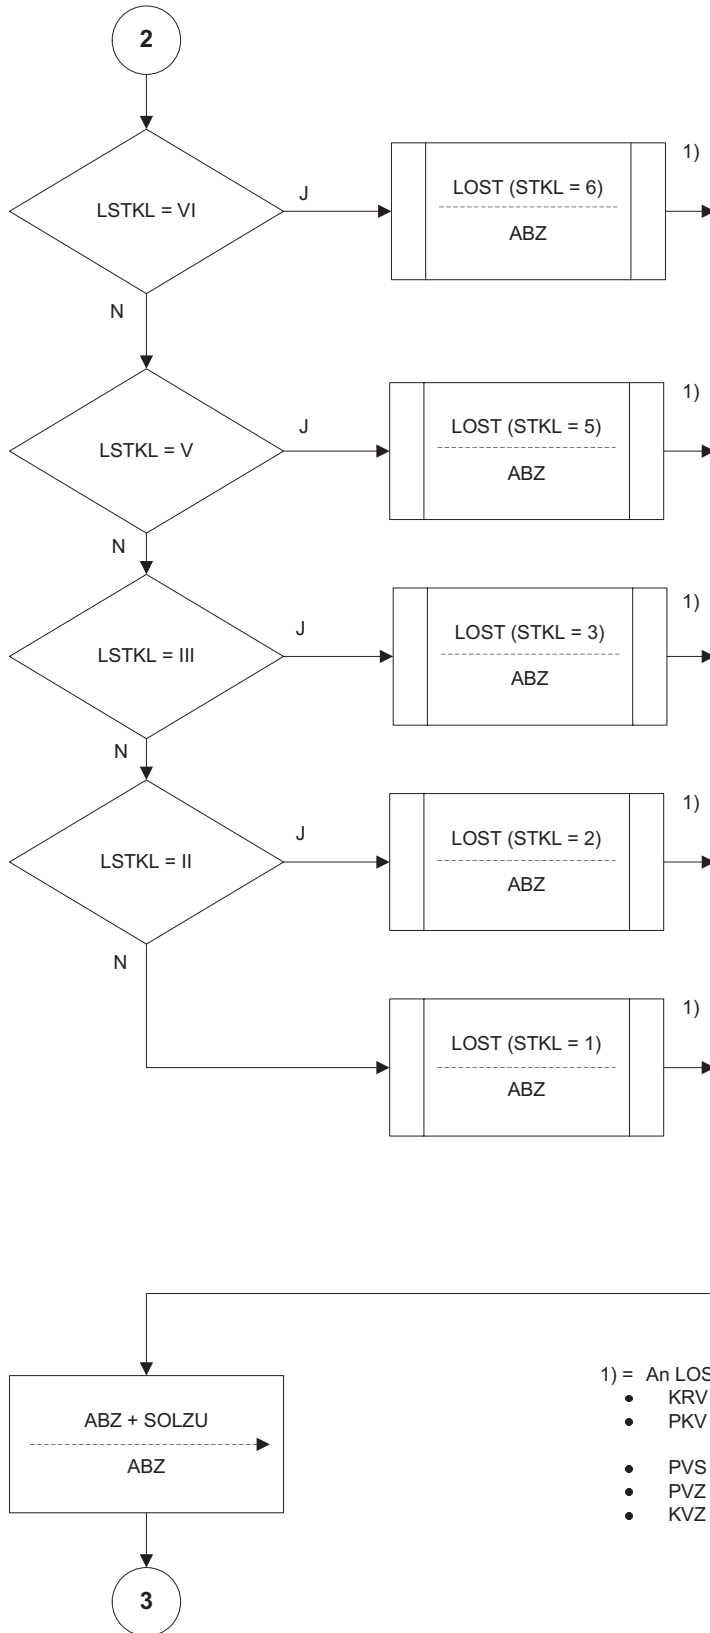 2
LSTKL = VI
J
LOST (STKL = 6)
ABZ
1)
N
LSTKL = V
J
LOST (STKL = 5)
ABZ
1)
N
LSTKL = III
J
LOST (STKL = 3)
ABZ
1)
N
LSTKL = II
J
LOST (STKL = 2)
ABZ
1)
N
LOST (STKL = 1)
ABZ
1)
ABZ + SOLZU
ABZ
1) = An LOS
• KRV
• PKV
• PVS
• PVZ
• KVZ
3